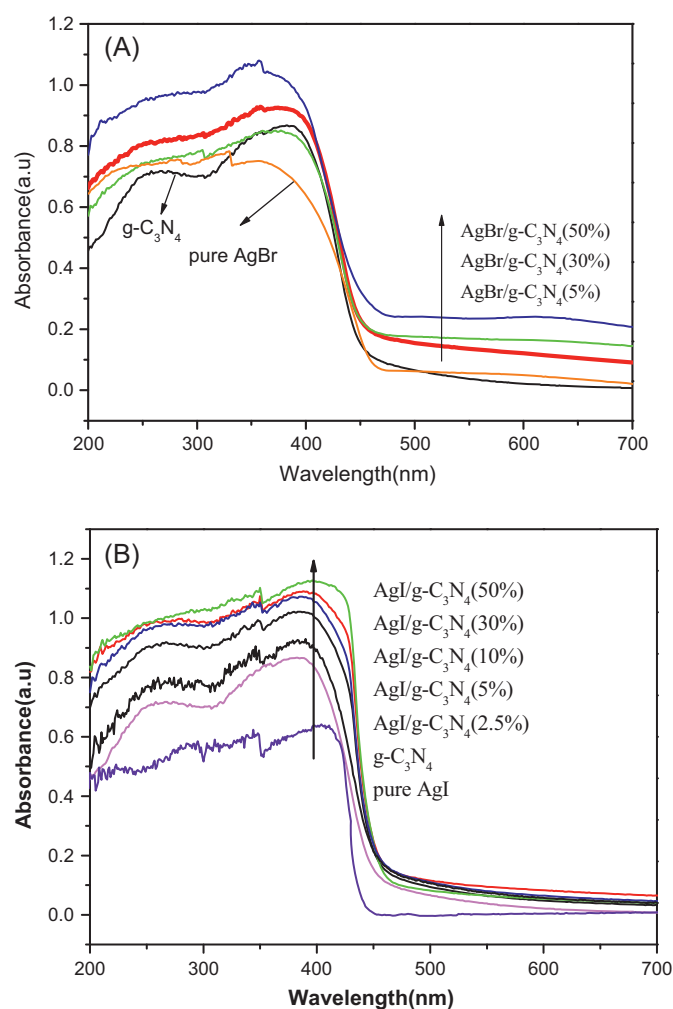 (A)
1.2
1.0
0.8
0.6
0.4
0.2
0.0
Absorbance(a.u)
g-C₃N₄
pure AgBr
AgBr/g-C₃N₄(50%)
AgBr/g-C₃N₄(30%)
AgBr/g-C₃N₄(5%)
200 300 400 500 600 700
Wavelength(nm)
(B)
1.2
1.0
0.8
0.6
0.4
0.2
0.0
Absorbance(a.u)
AgI/g-C₃N₄(50%)
AgI/g-C₃N₄(30%)
AgI/g-C₃N₄(10%)
AgI/g-C₃N₄(5%)
AgI/g-C₃N₄(2.5%)
g-C₃N₄
pure AgI
200 300 400 500 600 700
Wavelength(nm)